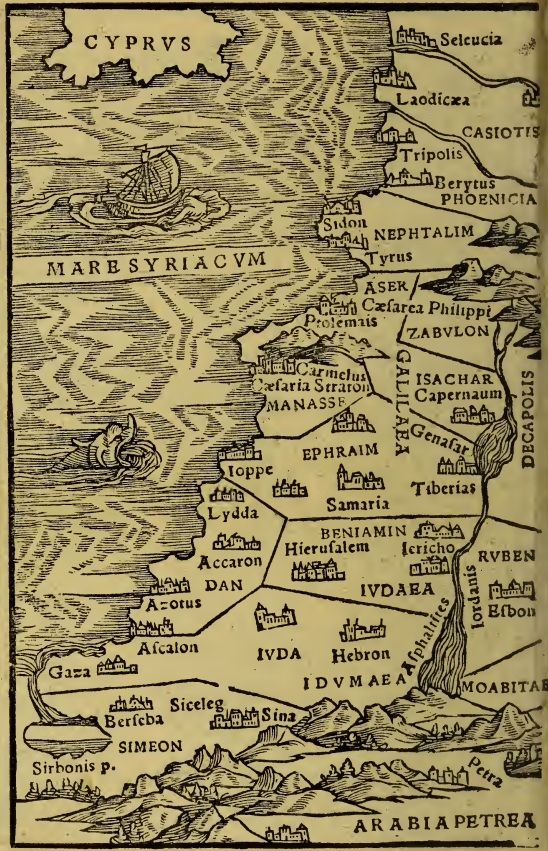 CYPRVS
Seleucia
Laodicæa
CASIOTIS
Tripolis
Berytus
PHOENICIA
Sidon
NEPHTALIM
Tyrus
MARE SYRIACVM
ASER
Cæsarea Philippi
Ptolemais
ZABVLON
Carmelus
Cæsaria Straton
MANASSE
GALILAEA
ISACHAR
Capernaum
DECAPOLIS
Genasar
EPHRAIM
Ioppe
Tiberias
Samaria
Lydda
BENIAMIN
Hierusalem
Iericho
RVBEN
Accaron
DAN
IVDAEA
Iordanis
Esbon
Azotus
Ascalon
IVDA
Hebron
Asphaltites
Gaza
IDVMAEA
MOABITAE
Berseba
Siceleg
Sina
SIMEON
Sirbonis p.
Petra
ARABIA PETREA